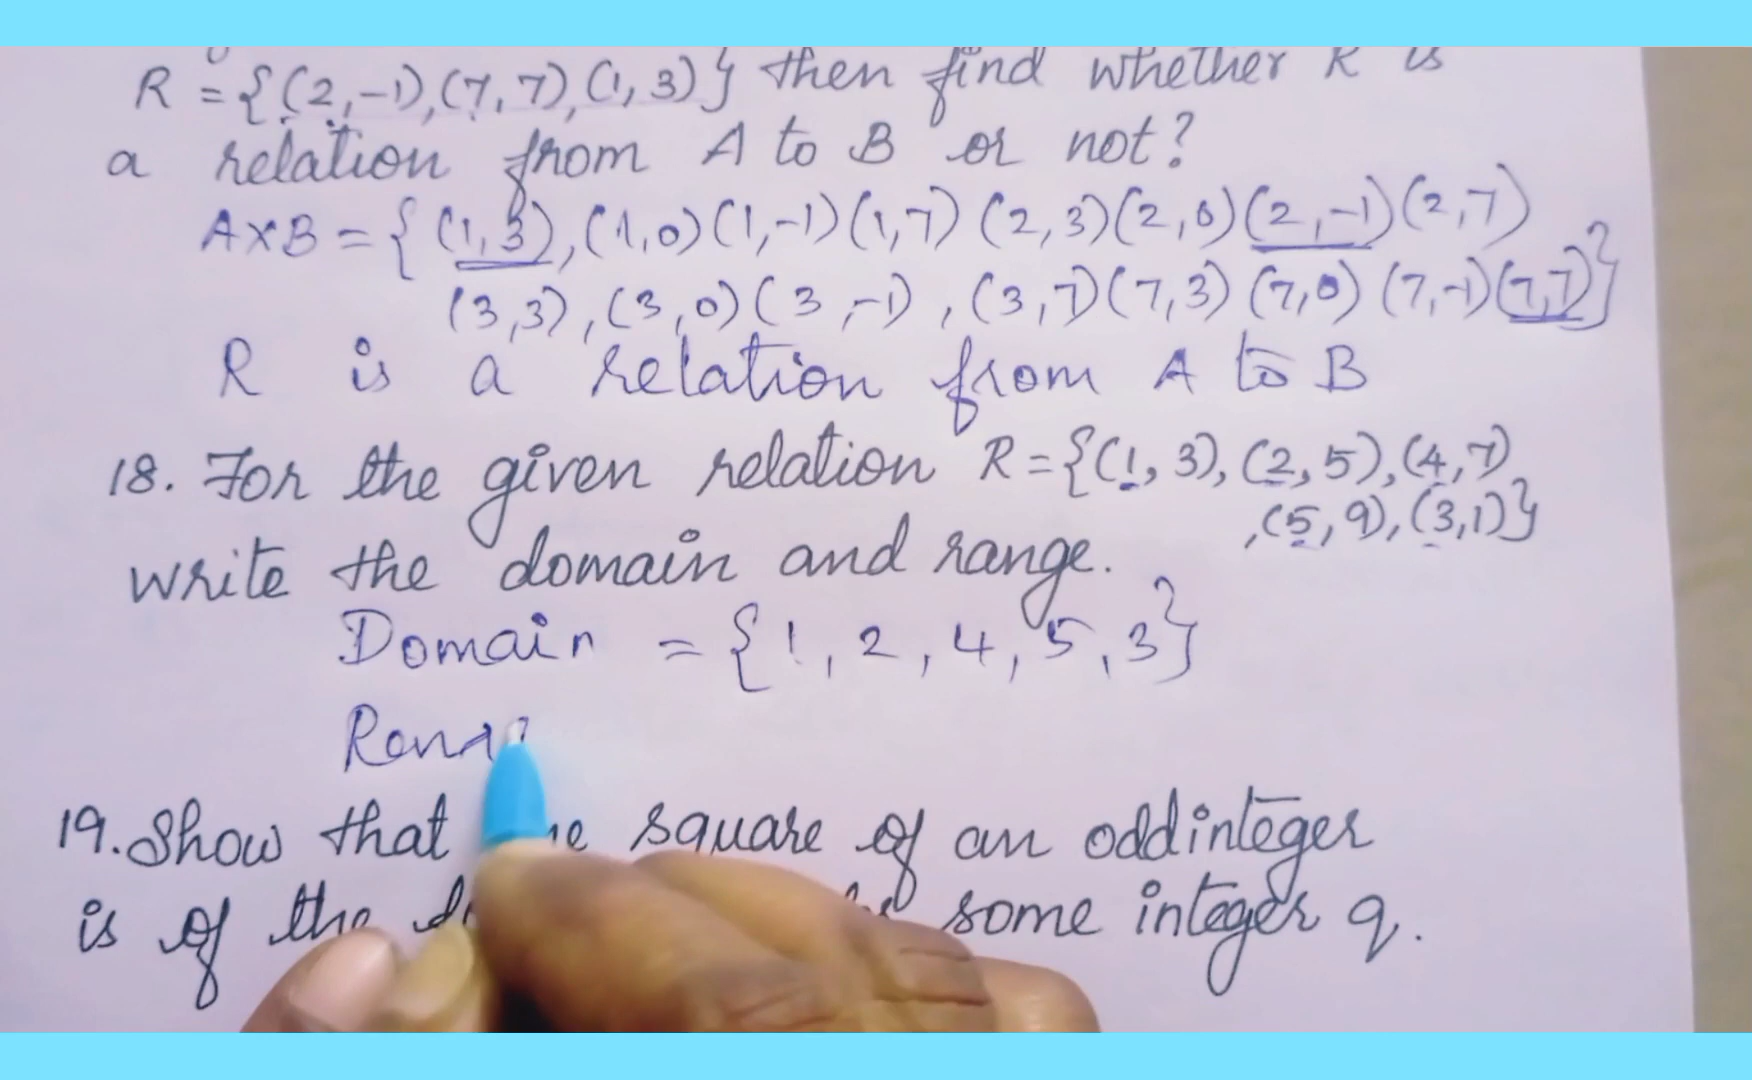 R = {(2,-1),(7,7),(1,3)} then find whether R is
a relation from A to B or not?
A×B = { (1,3),(1,0)(1,-1)(1,7)(2,3)(2,0)(2,-1)(2,7)
(3,3),(3,0)(3,-1),(3,7)(7,3)(7,0)(7,-1)(7,7)}
R is a relation from A to B
18. For the given relation R={(1,3),(2,5),(4,7)
,(5,9),(3,1)}
write the domain and range.
Domain = {1,2,4,5,3}
19. Show that square of an oddinteger
is of the some integer q.